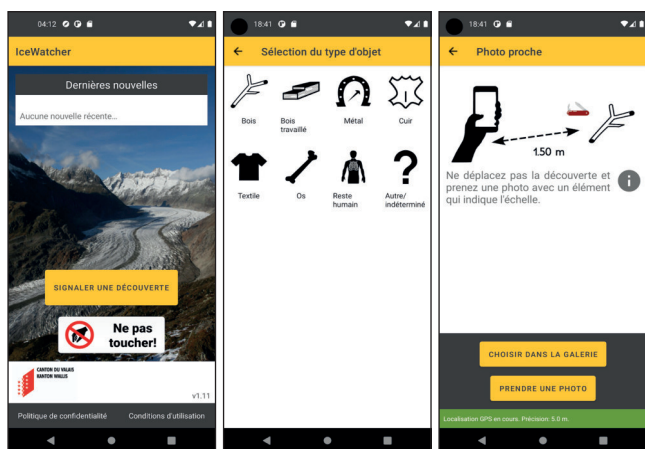 04:12
IceWatcher
Dernières nouvelles
Aucune nouvelle récente...
SIGNALER UNE DÉCOUVERTE
Ne pas
toucher!
CANTON DU VALAIS
KANTON WALLIS
v1.11
Politique de confidentialité Conditions d'utilisation
18:41
Sélection du type d'objet
Bois Bois travaillé Métal Cuir
Textile Os Reste humain Autre/ indéterminé
18:41
Photo proche
1.50 m
Ne déplacez pas la découverte et
prenez une photo avec un élément
qui indique l'échelle.
CHOISIR DANS LA GALERIE
PRENDRE UNE PHOTO
Localisation GPS en cours. Précision: 5.0 m.